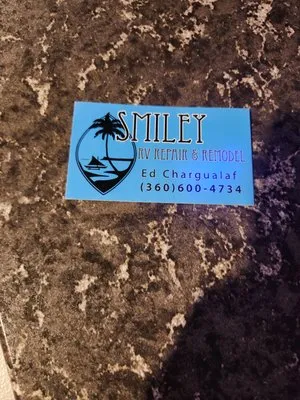 SMILEY
RV REPAIR & REMODEL
Ed Chargualaf
(360)600-4734